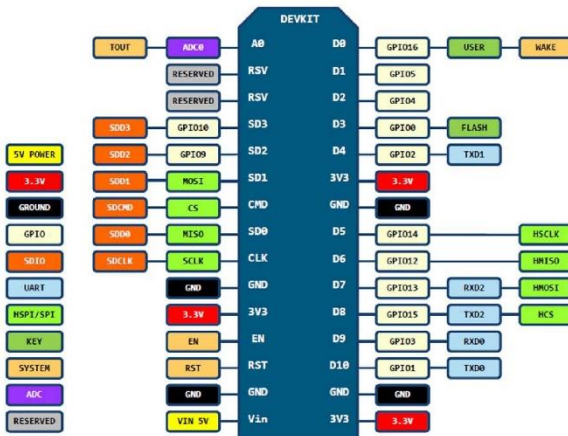 DEVKIT
TOUT ADC0 A0 D0 GPIO16 USER WAKE
RESERVED RSV D1 GPIO5
RESERVED RSV D2 GPIO4
SDD3 GPIO10 SD3 D3 GPIO0 FLASH
5V POWER SDD2 GPIO9 SD2 D4 GPIO2 TXD1
3.3V SDD1 MOSI SD1 3V3 3.3V
GROUND SDCMD CS CMD GND GND
GPIO SDD0 MISO SD0 D5 GPIO14 HSCLK
SDIO SDCLK SCLK CLK D6 GPIO12 HMISO
UART GND GND D7 GPIO13 RXD2 HMOSI
HSPI/SPI 3.3V 3V3 D8 GPIO15 TXD2 HCS
KEY EN EN D9 GPIO3 RXD0
SYSTEM RST RST D10 GPIO1 TXD0
ADC GND GND GND GND
RESERVED VIN 5V Vin 3V3 3.3V